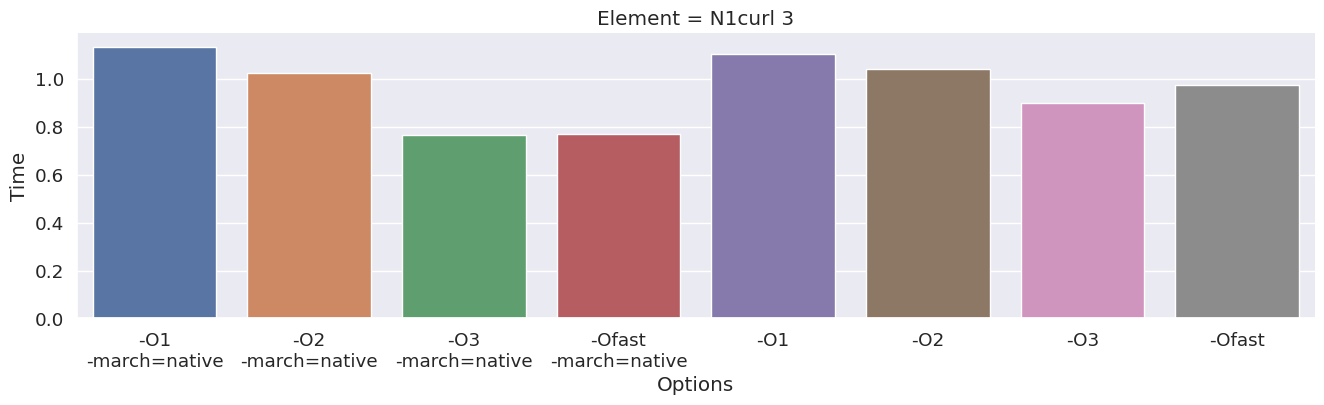 Element = N1curl 3
Time
1.0
0.8
0.6
0.4
0.2
0.0
-O1 -O2 -O3 -Ofast -O1 -O2 -O3 -Ofast
-march=native -march=native -march=native -march=native
Options